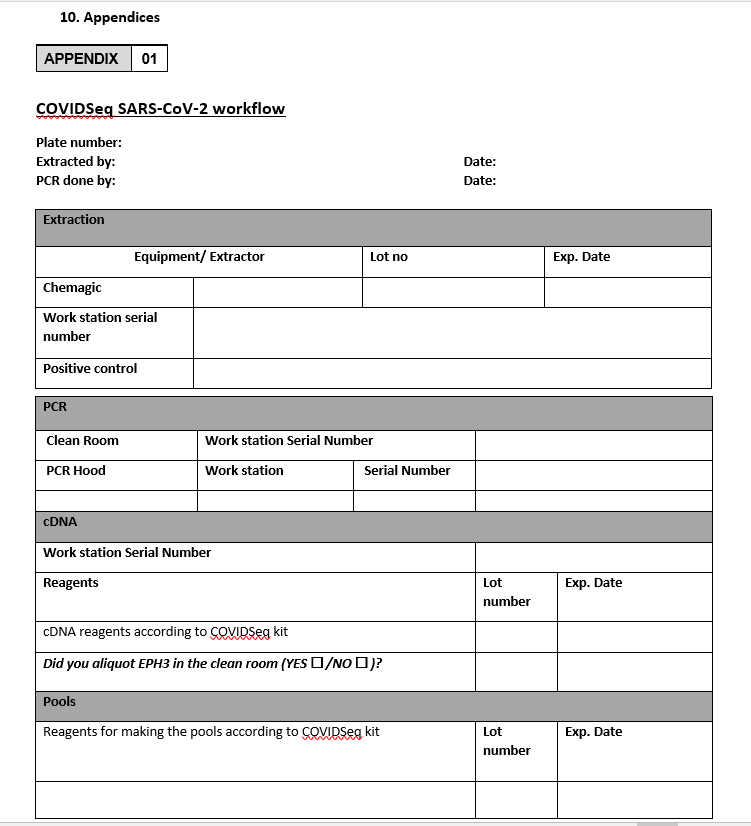 10. Appendices
APPENDIX 01
COVIDSeq SARS-CoV-2 workflow
Plate number:
Extracted by: Date:
PCR done by: Date:
Extraction
Equipment/ Extractor Lot no Exp. Date
Chemagic
Work station serial
number
Positive control
PCR
Clean Room Work station Serial Number
PCR Hood Work station Serial Number
cDNA
Work station Serial Number
Reagents Lot Exp. Date
number
cDNA reagents according to COVIDSeq kit
Did you aliquot EPH3 in the clean room (YES ☐/NO ☐)?
Pools
Reagents for making the pools according to COVIDSeq kit Lot Exp. Date
number